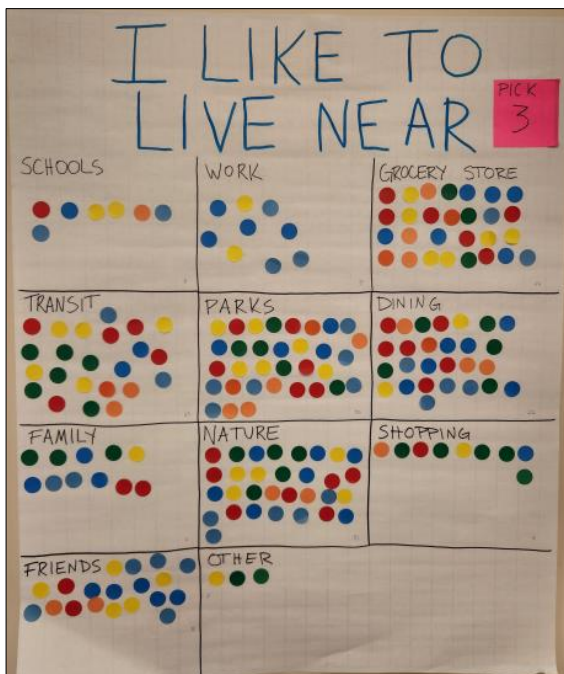 I LIKE TO
LIVE NEAR
PICK
3
SCHOOLS
WORK
GROCERY STORE
TRANSIT
PARKS
DINING
FAMILY
NATURE
SHOPPING
FRIENDS
OTHER